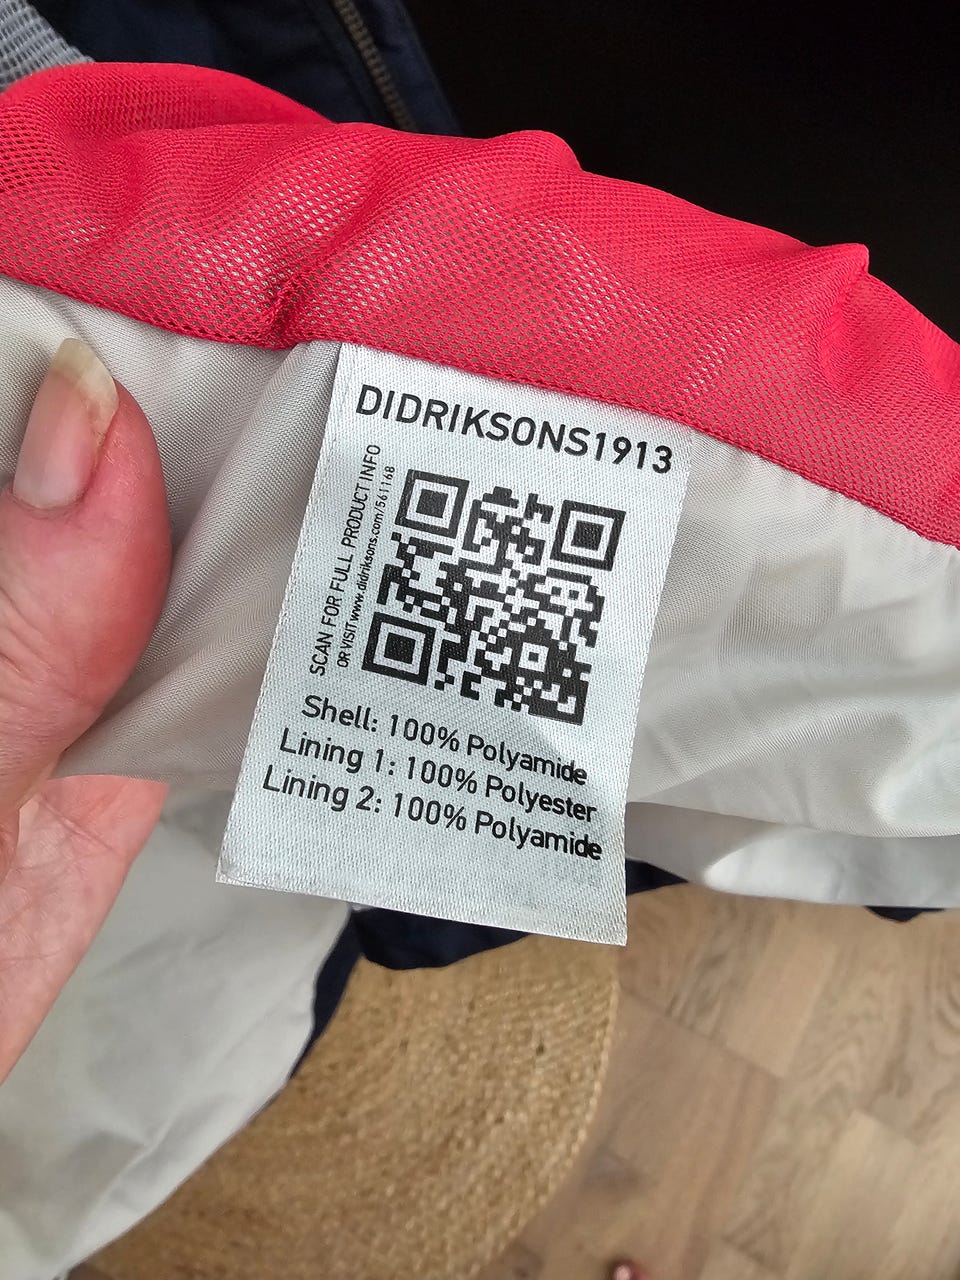 DIDRIKSONS1913
SCAN FOR FULL PRODUCT INFO
OR VISIT www.didriksons.com/561168
Shell: 100% Polyamide
Lining 1: 100% Polyester
Lining 2: 100% Polyamide